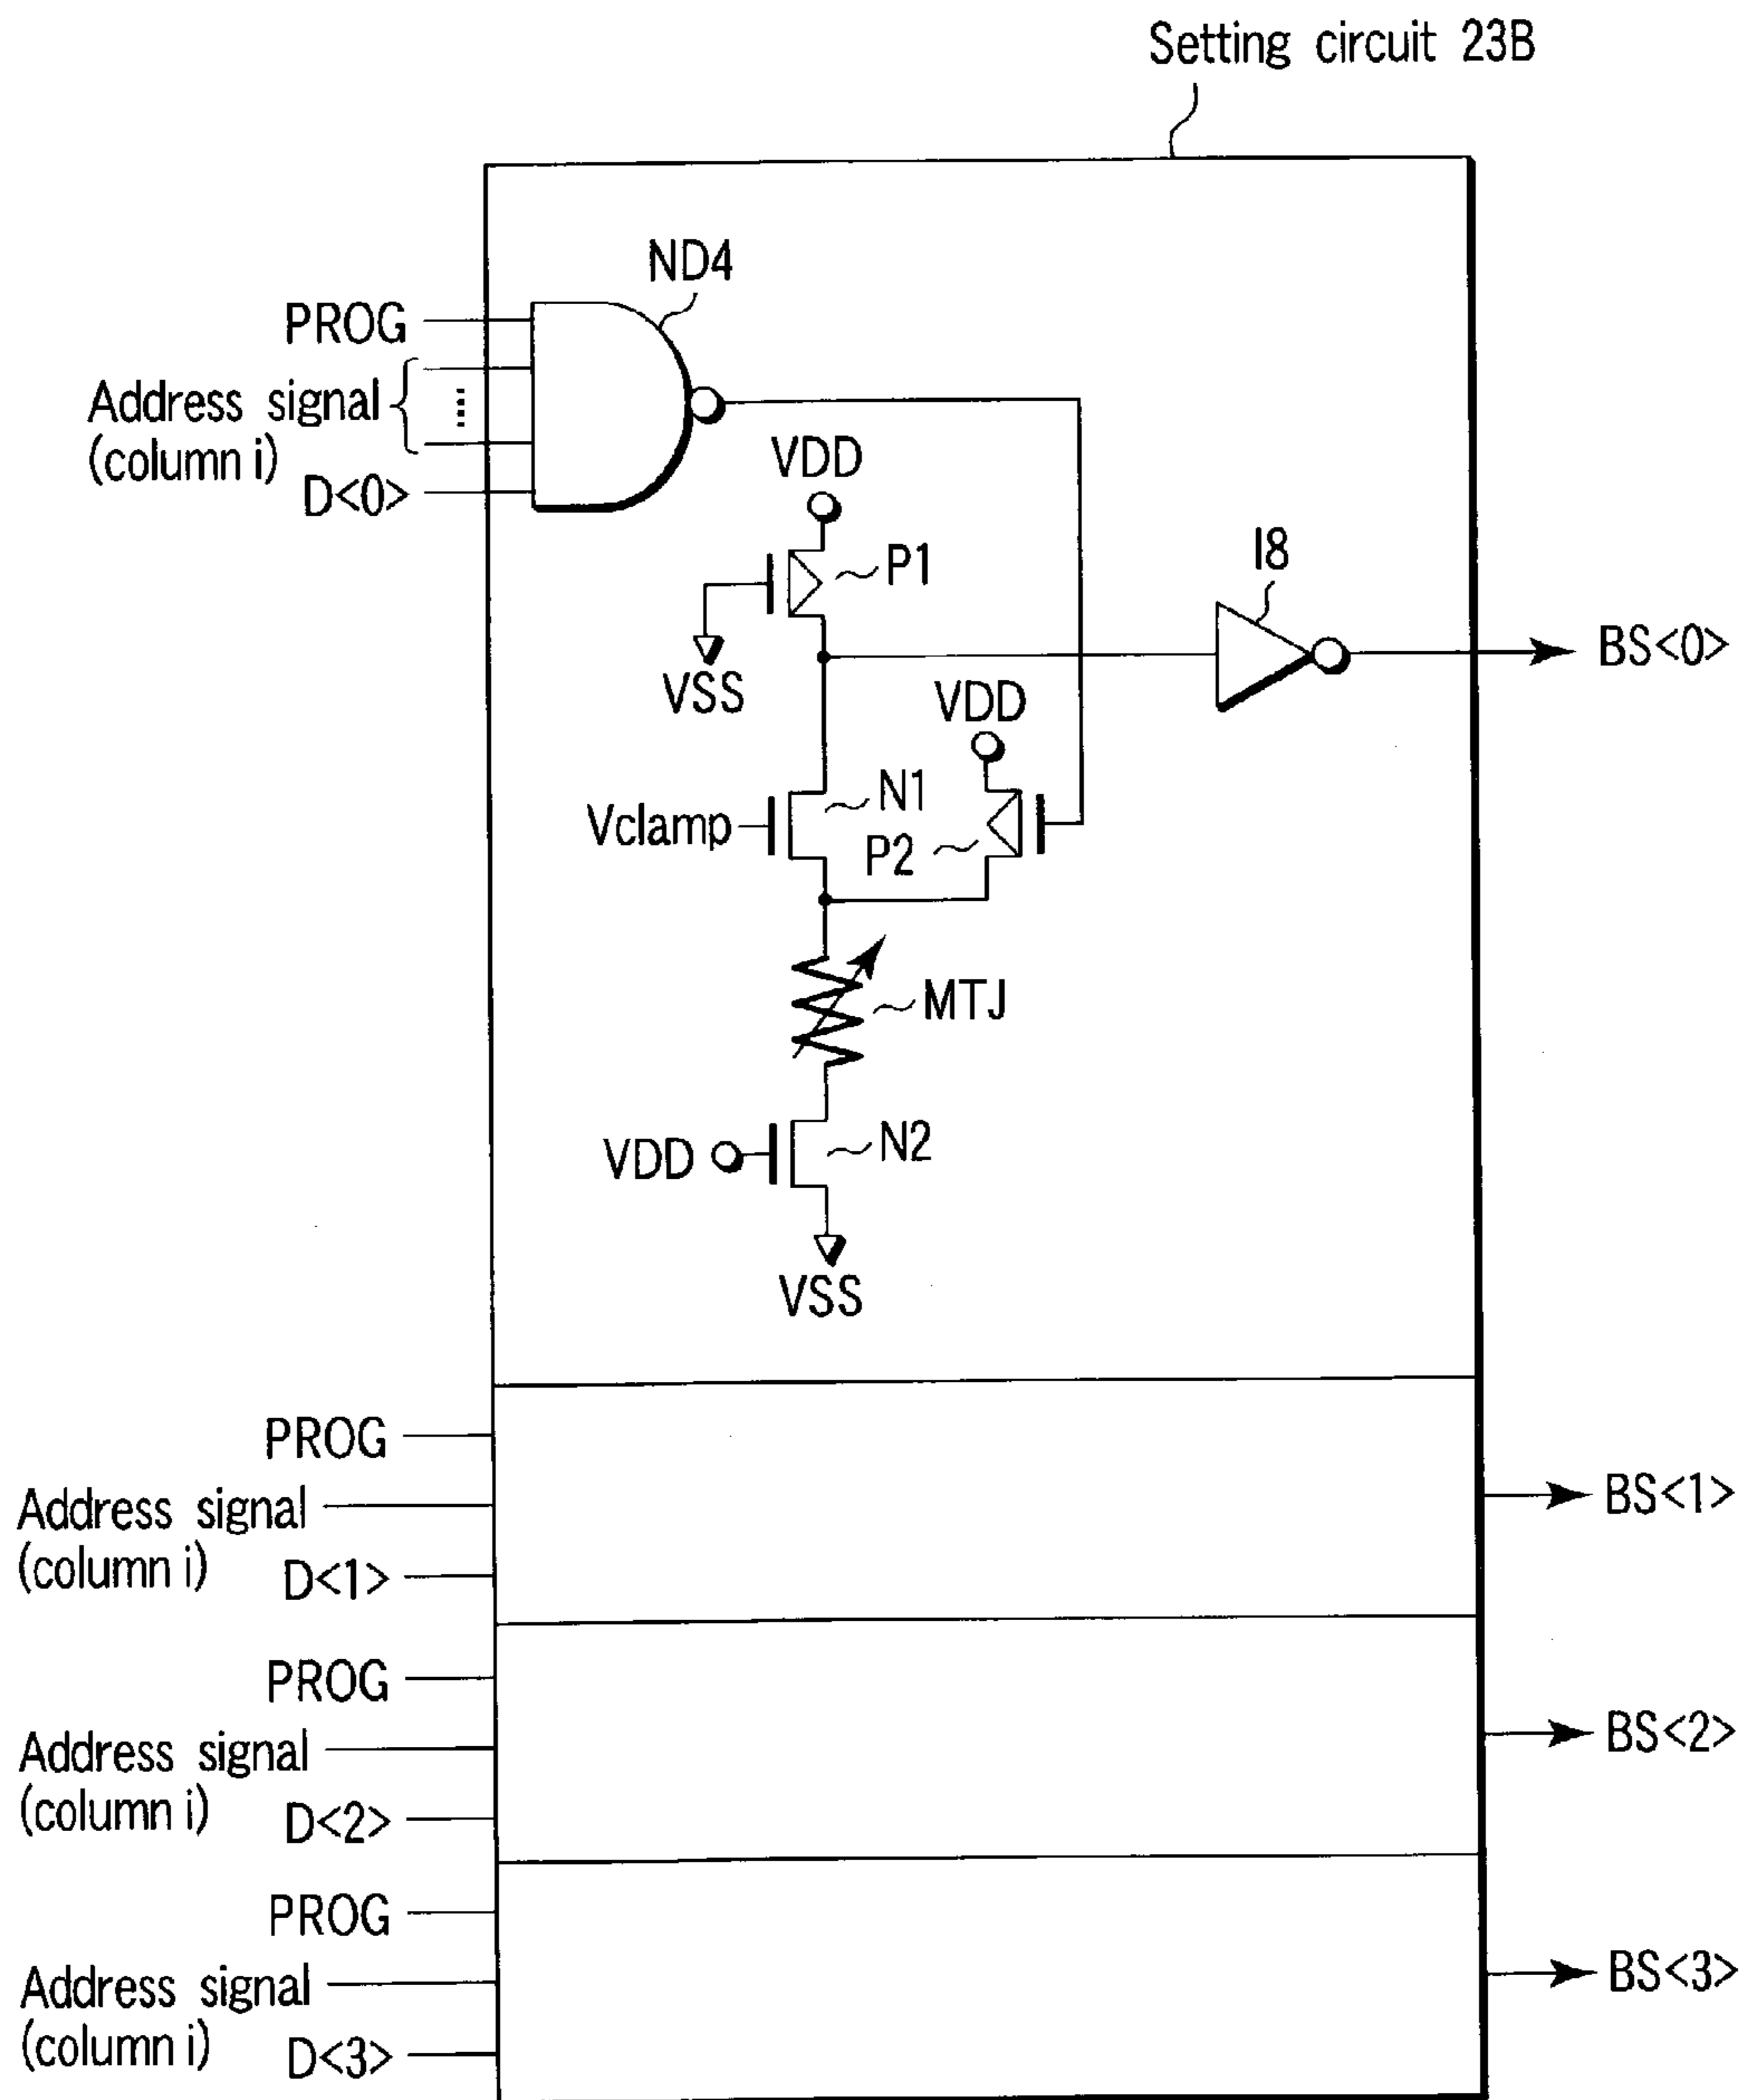 Setting circuit 23B
ND4
PROG
Address signal
(column i)
D<0>
VDD
P1
VSS
I8
BS<0>
VDD
Vclamp
N1
P2
MTJ
VDD
N2
VSS
PROG
Address signal
(column i)
D<1>
BS<1>
PROG
Address signal
(column i)
D<2>
BS<2>
PROG
Address signal
(column i)
D<3>
BS<3>